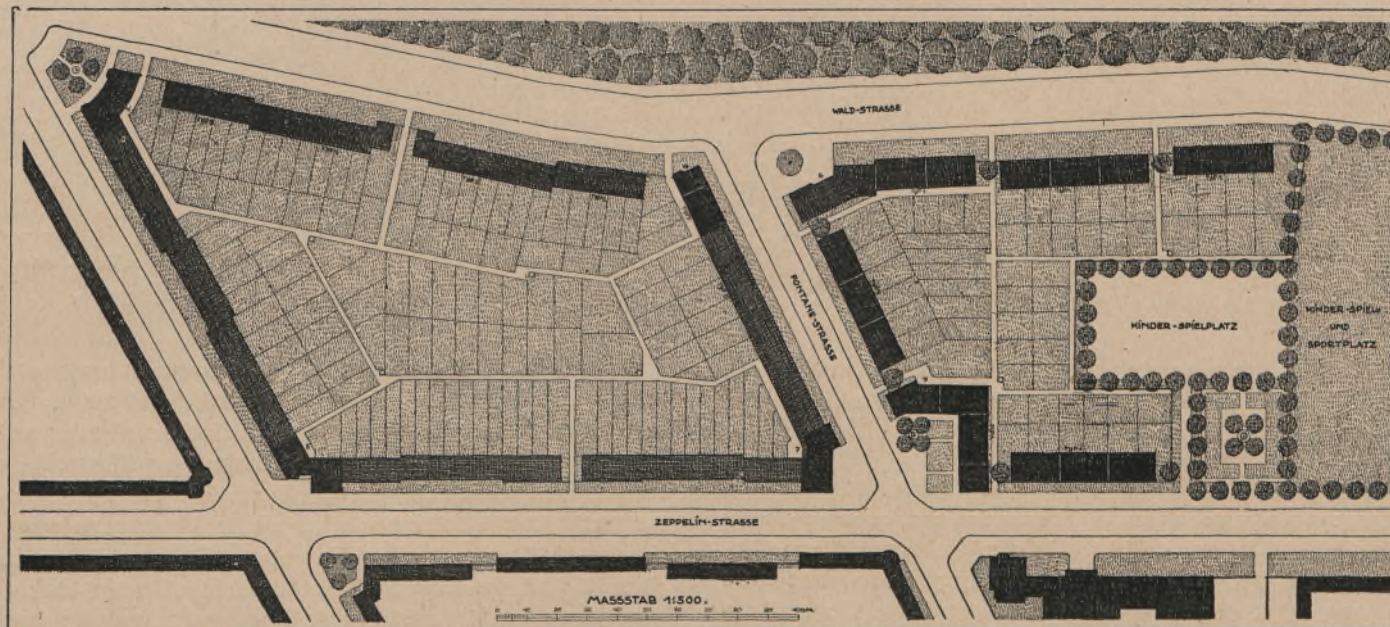 WALD-STRASSE
FONTANE-STRASSE
KINDER-SPIELPLATZ
KINDER-SPIEL-
UND
SPORTPLATZ
ZEPPELIN-STRASSE
MASSSTAB 1:500.